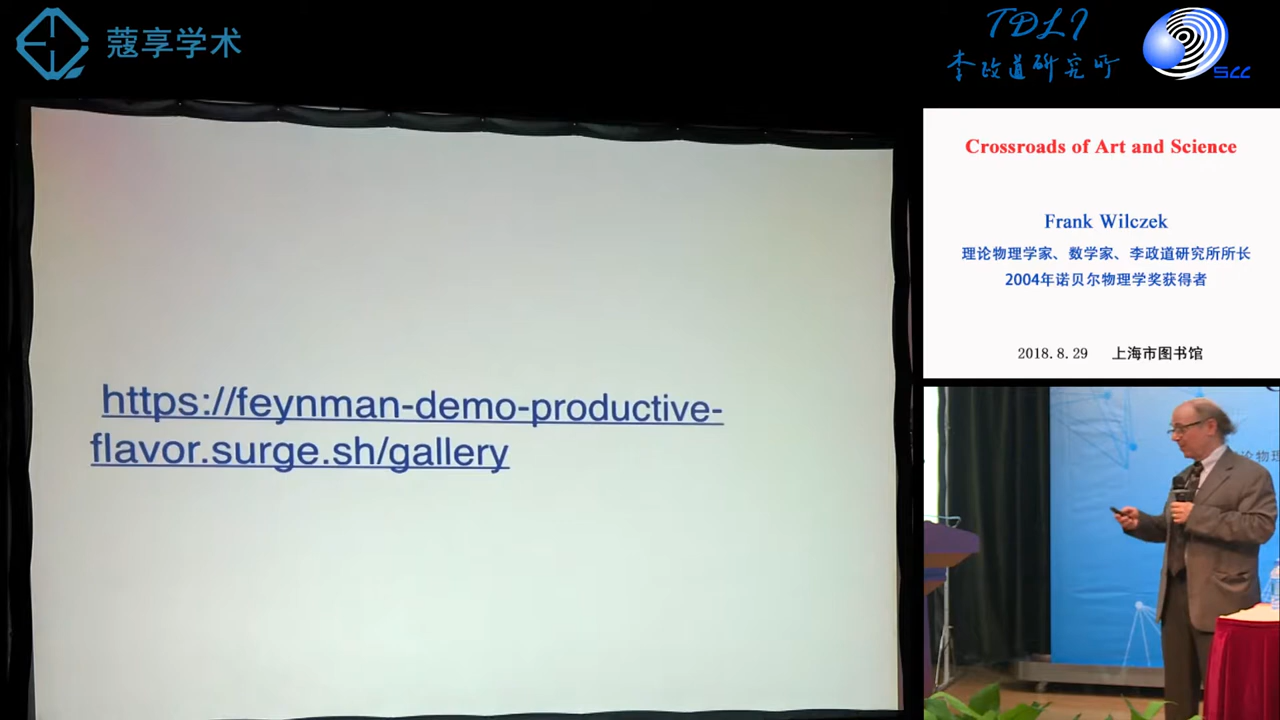 蔻享学术
TDLI
李政道研究所
SCC
Crossroads of Art and Science
Frank Wilczek
理论物理学家、数学家、李政道研究所所长
2004年诺贝尔物理学奖获得者
2018.8.29 上海市图书馆
https://feynman-demo-productive-
flavor.surge.sh/gallery
论物理